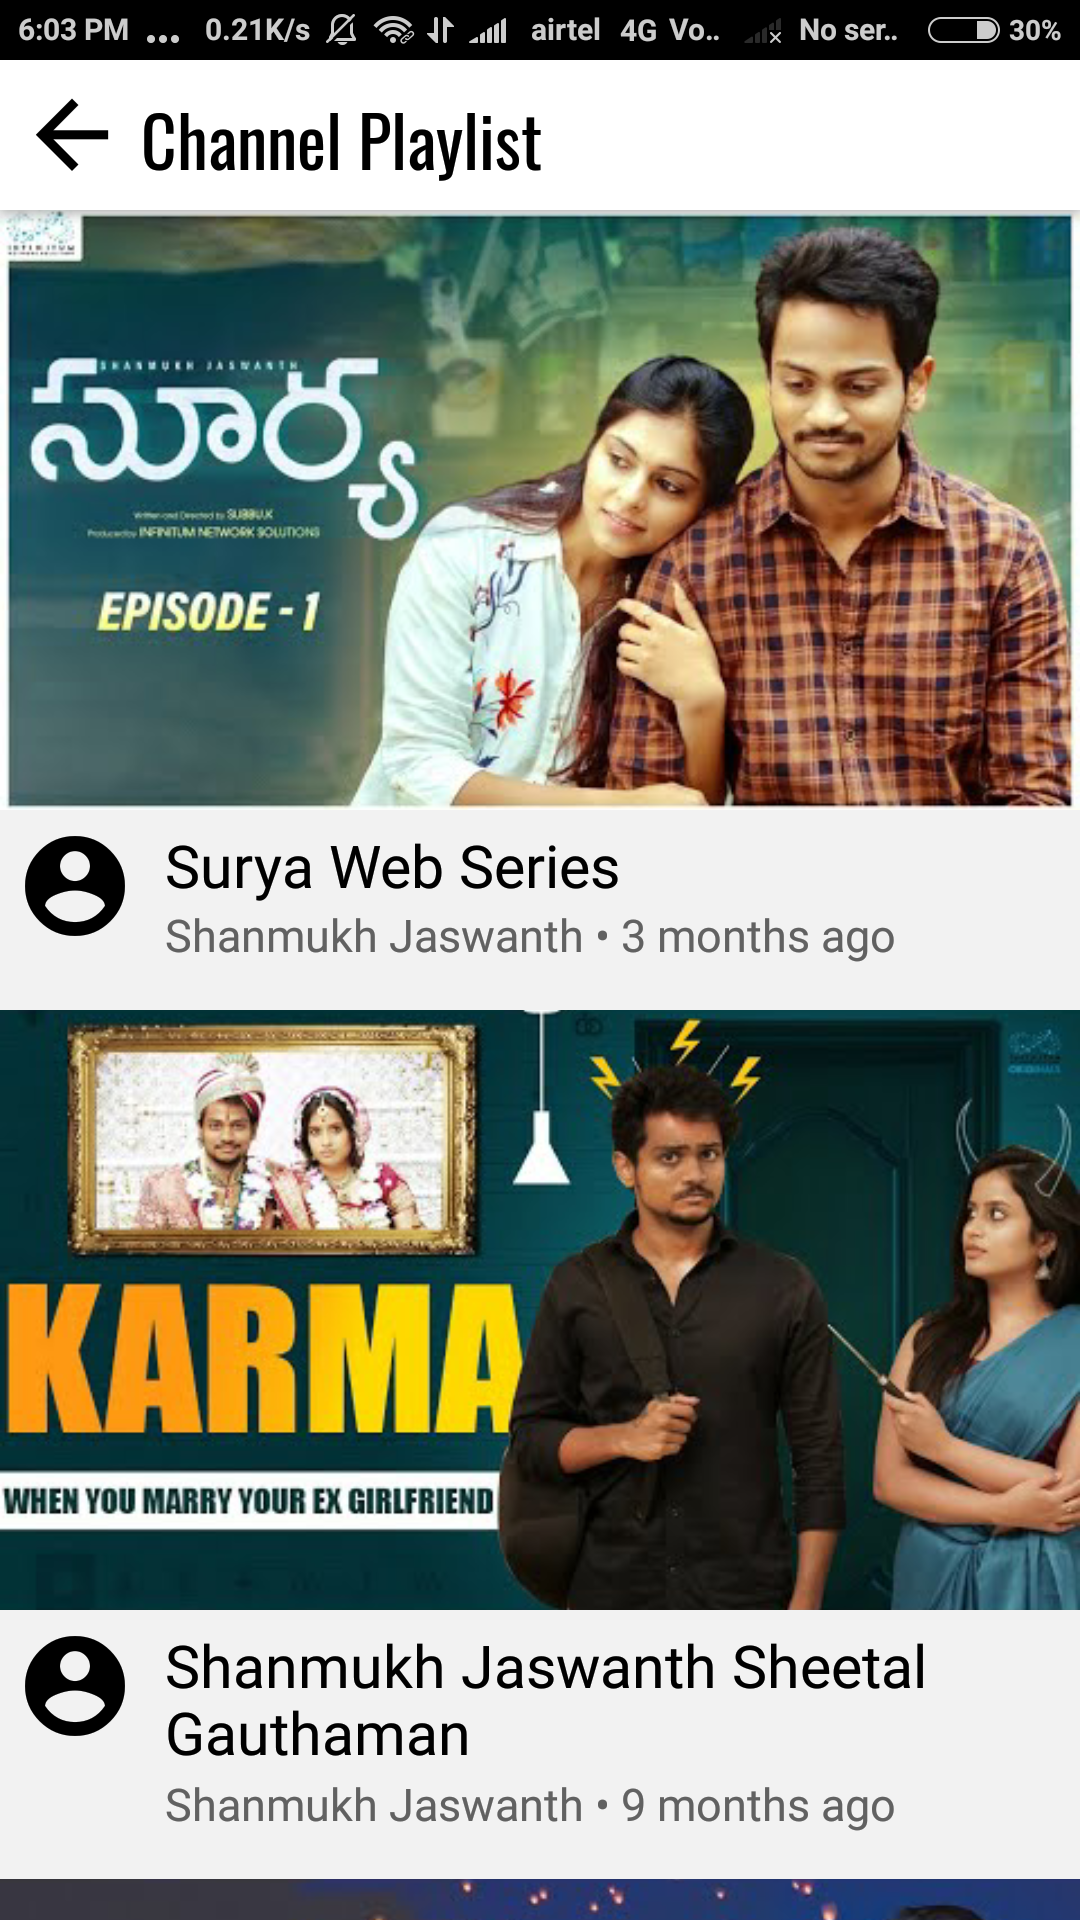 6:03 PM ... 0.21K/s airtel 4G Vo.. No ser.. 30%
Channel Playlist
SHANMUKH JASWANTH
సూర్య
Written and Directed by SUBBU.K
Produced by INFINITUM NETWORK SOLUTIONS
EPISODE - 1
Surya Web Series
Shanmukh Jaswanth • 3 months ago
KARMA
WHEN YOU MARRY YOUR EX GIRLFRIEND
Shanmukh Jaswanth Sheetal
Gauthaman
Shanmukh Jaswanth • 9 months ago